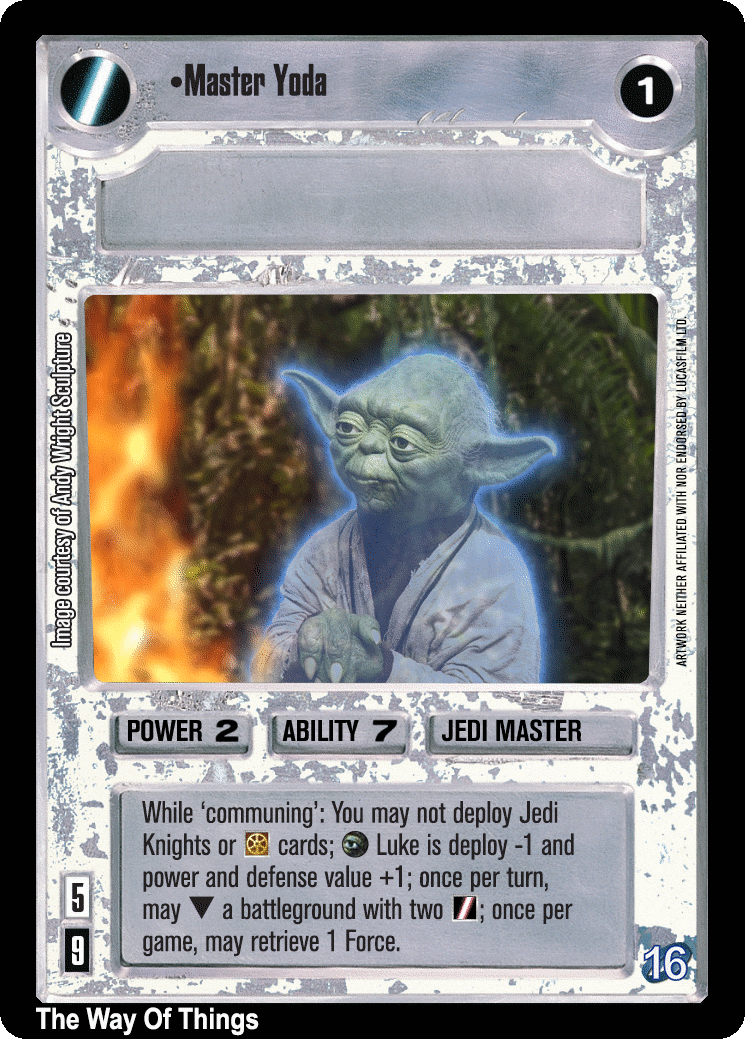 •Master Yoda
1
Image courtesy of Andy Wright Sculpture
ARTWORK NEITHER AFFILIATED WITH NOR ENDORSED BY LUCASFILM LTD.
POWER 2
ABILITY 7
JEDI MASTER
While ‘communing’: You may not deploy Jedi
Knights or cards; Luke is deploy -1 and
power and defense value +1; once per turn,
may ▼ a battleground with two ; once per
game, may retrieve 1 Force.
5
9
16
The Way Of Things